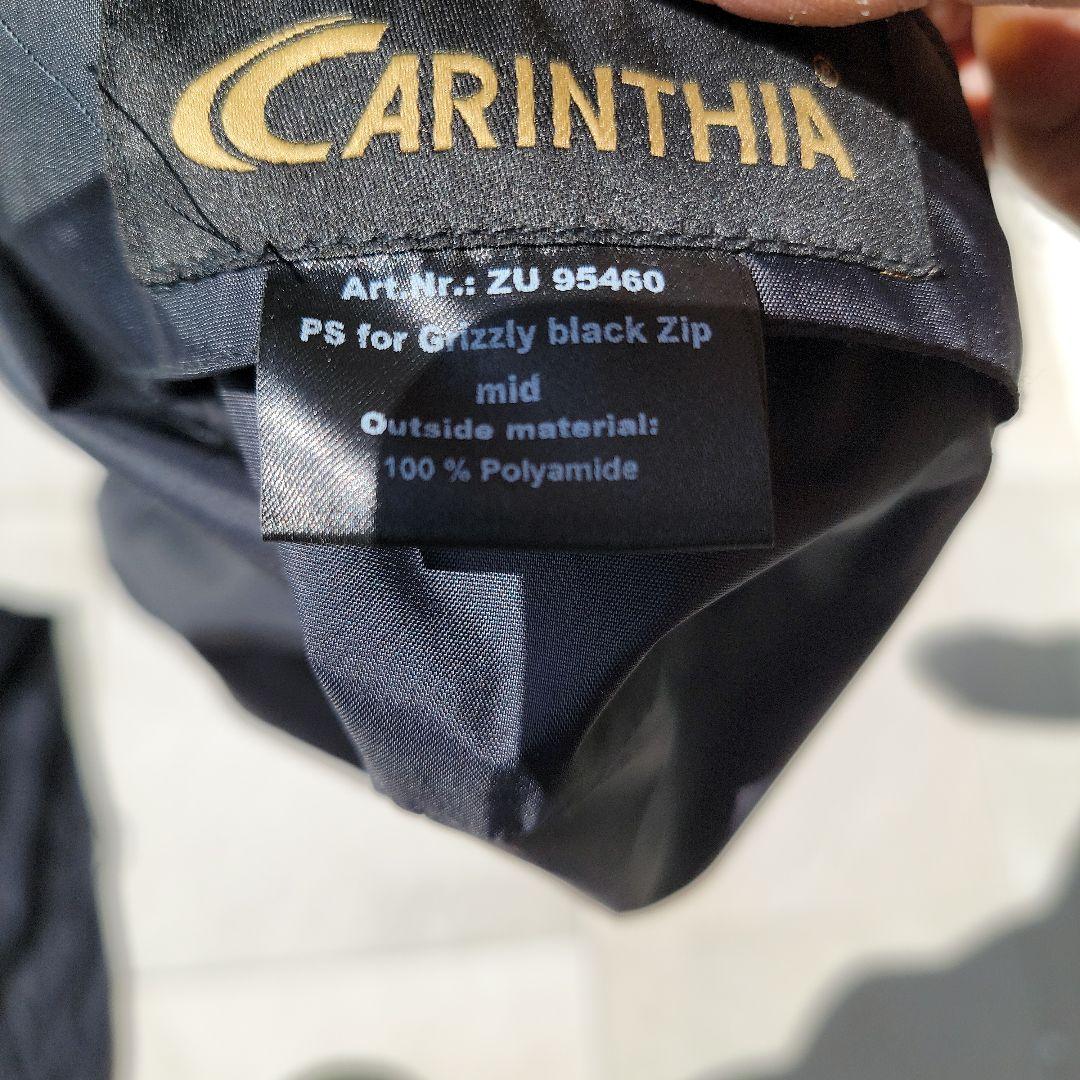 CARINTHIA®
Art.Nr.: ZU 95460
PS for Grizzly black Zip
mid
Outside material:
100 % Polyamide